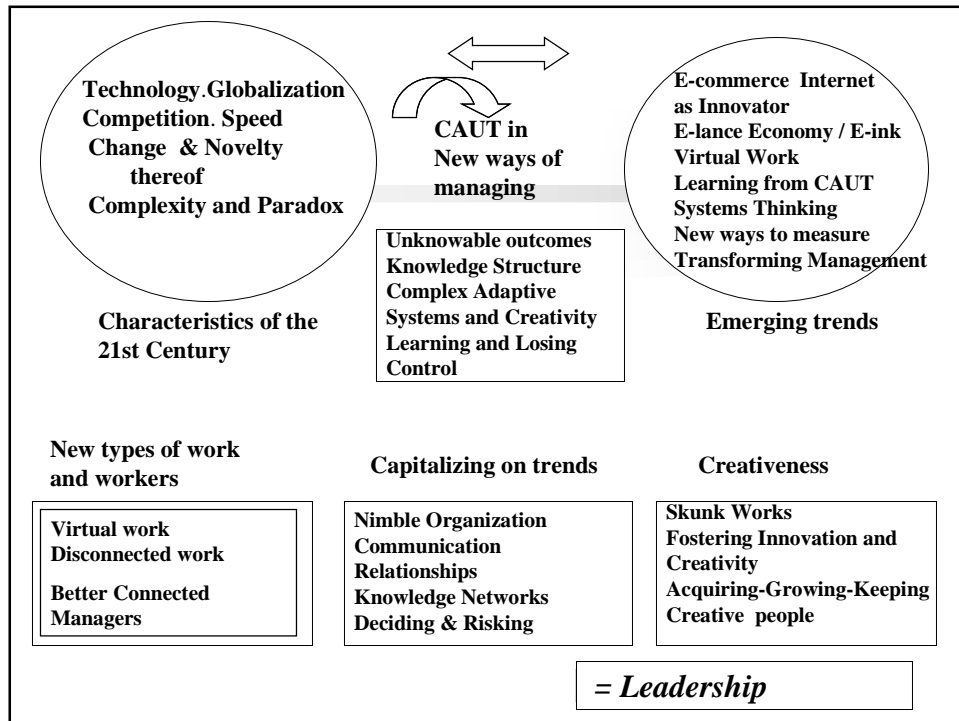 Technology.Globalization
Competition. Speed
Change & Novelty
thereof
Complexity and Paradox
Characteristics of the
21st Century
CAUT in
New ways of
managing
Unknowable outcomes
Knowledge Structure
Complex Adaptive
Systems and Creativity
Learning and Losing
Control
E-commerce Internet
as Innovator
E-lance Economy / E-ink
Virtual Work
Learning from CAUT
Systems Thinking
New ways to measure
Transforming Management
Emerging trends
New types of work
and workers
Virtual work
Disconnected work
Better Connected
Managers
Capitalizing on trends
Nimble Organization
Communication
Relationships
Knowledge Networks
Deciding & Risking
Creativeness
Skunk Works
Fostering Innovation and
Creativity
Acquiring-Growing-Keeping
Creative people
= Leadership